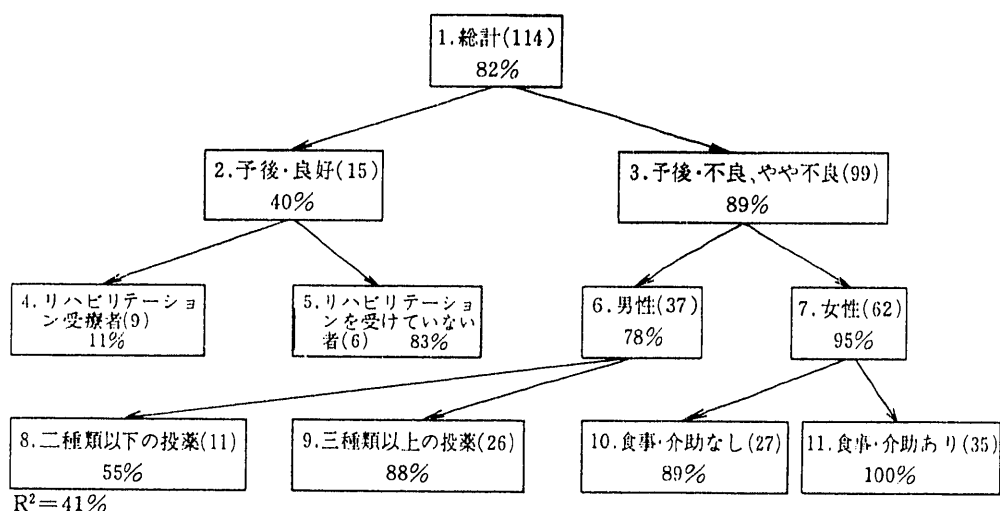 1.総計(114)
82%
2.予後・良好(15)
40%
3.予後・不良、やや不良(99)
89%
4.リハビリテーショ
ン受療者(9)
11%
5.リハビリテーショ
ンを受けていない
者(6) 83%
6.男性(37)
78%
7.女性(62)
95%
8.二種類以下の投薬(11)
55%
9.三種類以上の投薬(26)
88%
10.食事・介助なし(27)
89%
11.食事・介助あり(35)
100%
R²=41%